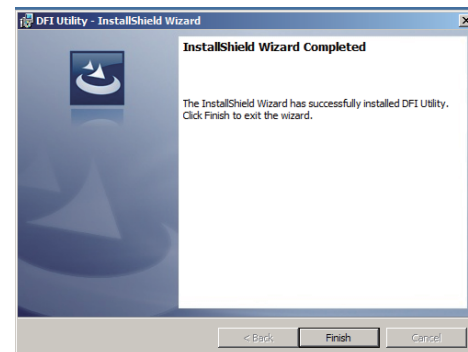 DFI Utility - InstallShield Wizard
InstallShield Wizard Completed
The InstallShield Wizard has successfully installed DFI Utility.
Click Finish to exit the wizard.
< Back
Finish
Cancel